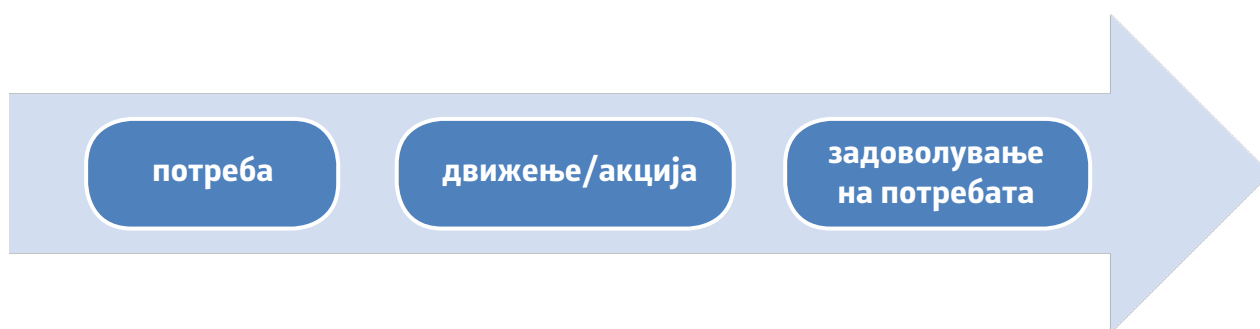 потреба
движење/акција
задоволување
на потребата